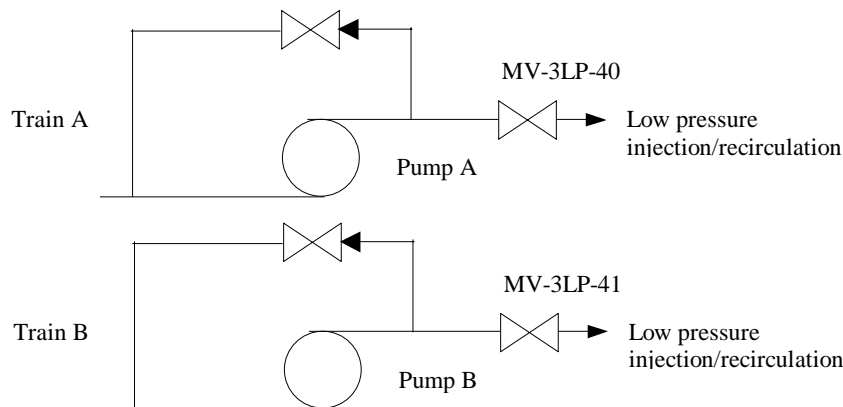 MV-3LP-40
Train A
Low pressure
injection/recirculation
Pump A
MV-3LP-41
Train B
Low pressure
injection/recirculation
Pump B